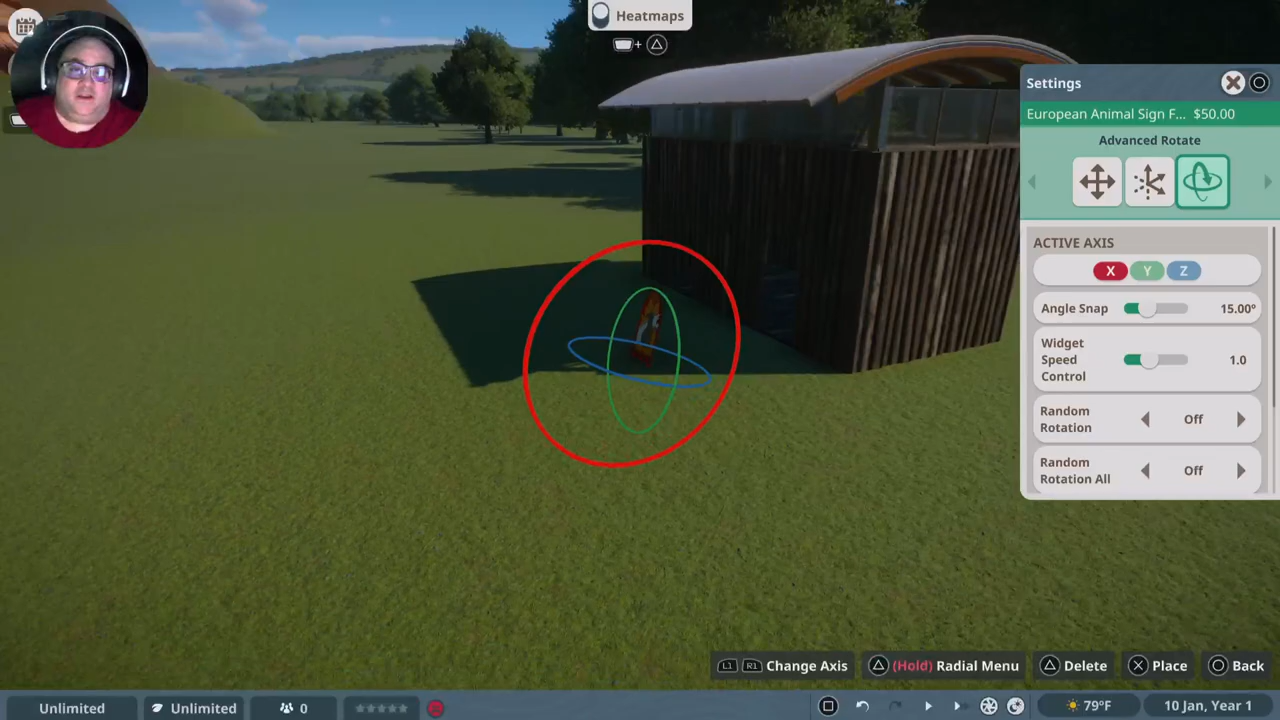 Heatmaps
+
Settings
European Animal Sign F... $50.00
Advanced Rotate
ACTIVE AXIS
X Y Z
Angle Snap 15.00°
Widget
Speed
Control
1.0
Random
Rotation
Off
Random
Rotation All
Off
L1 R1 Change Axis
(Hold) Radial Menu
Delete
Place
Back
Unlimited
Unlimited
0
79°F
10 Jan, Year 1